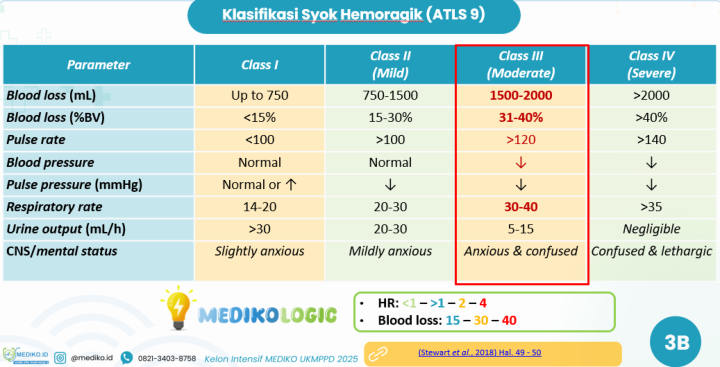 Klasifikasi Syok Hemoragik (ATLS 9)
Parameter Class I Class II (Mild) Class III (Moderate) Class IV (Severe)
Blood loss (mL) Up to 750 750-1500 1500-2000 >2000
Blood loss (%BV) <15% 15-30% 31-40% >40%
Pulse rate <100 >100 >120 >140
Blood pressure Normal Normal ↓ ↓
Pulse pressure (mmHg) Normal or ↑ ↓ ↓ ↓
Respiratory rate 14-20 20-30 30-40 >35
Urine output (mL/h) >30 20-30 5-15 Negligible
CNS/mental status Slightly anxious Mildly anxious Anxious & confused Confused & lethargic
MEDIKOLOGIC
• HR: <1 – >1 – 2 – 4
• Blood loss: 15 – 30 – 40
3B
MEDIKO.ID
@mediko.id
0821-3403-8758
Kelon Intensif MEDIKO UKMPPD 2025
(Stewart et al., 2018) Hal. 49 - 50